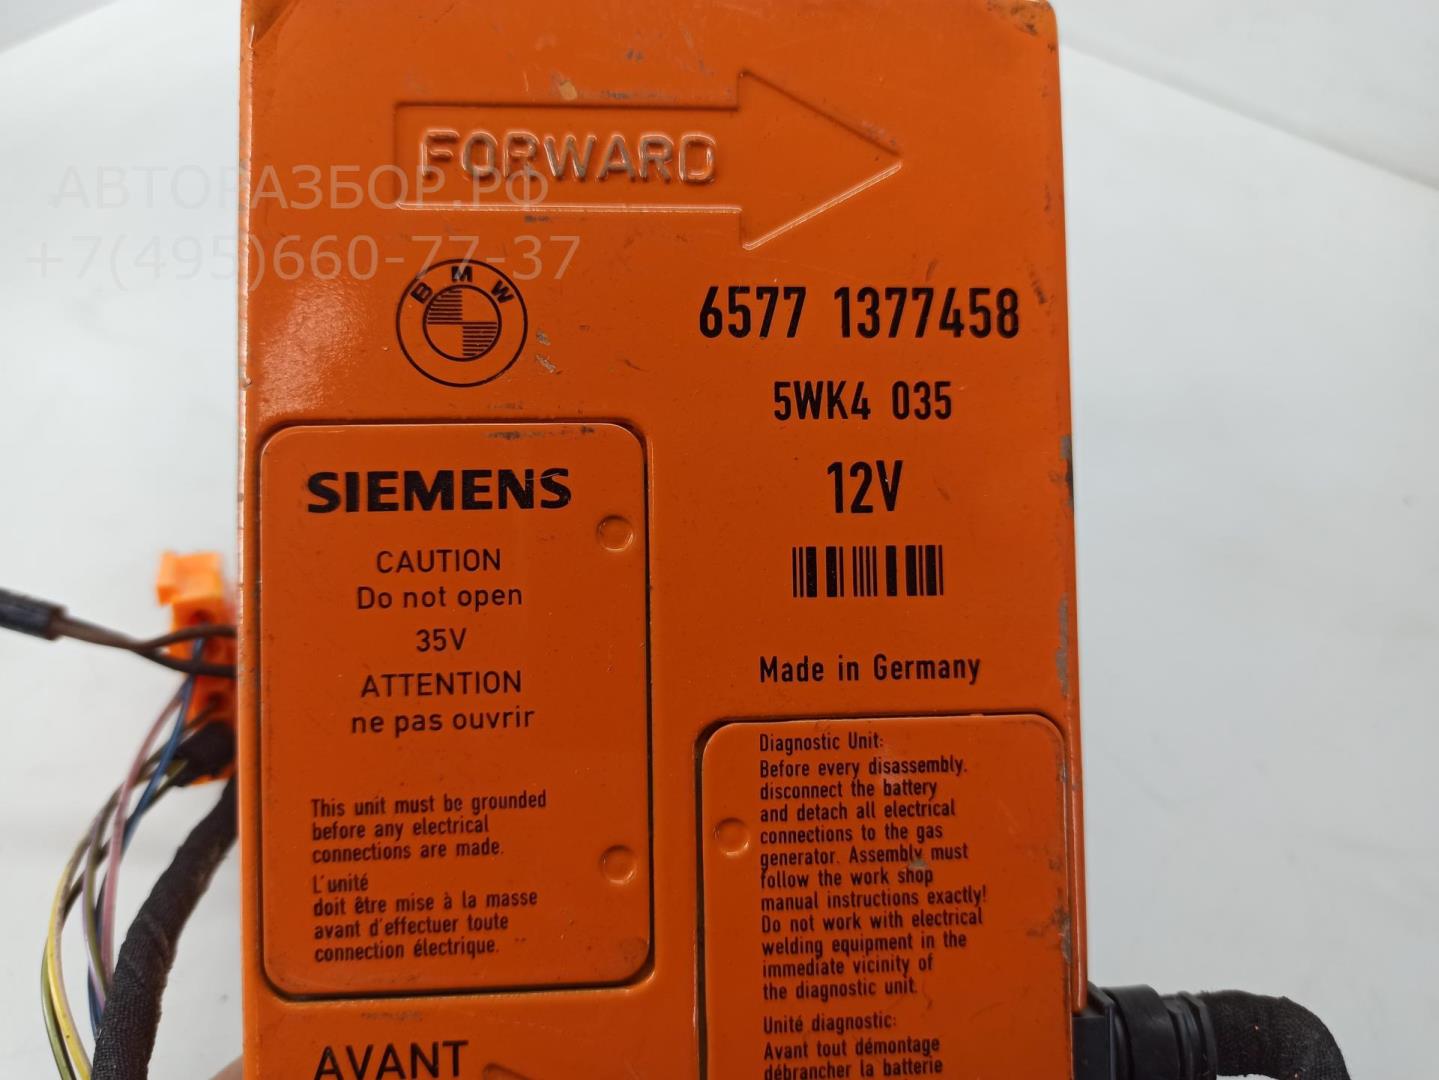 FORWARD
АВТОРАЗБОР.РФ
+7(495)660-77-37
BMW
6577 1377458
5WK4 035
12V
SIEMENS
CAUTION
Do not open
35V
ATTENTION
ne pas ouvrir
This unit must be grounded
before any electrical
connections are made.
L'unité
doit être mise à la masse
avant d'effectuer toute
connection électrique.
Made in Germany
Diagnostic Unit:
Before every disassembly.
disconnect the battery
and detach all electrical
connections to the gas
generator. Assembly must
follow the work shop
manual instructions exactly!
Do not work with electrical
welding equipment in the
immediate vicinity of
the diagnostic unit.
Unité diagnostic:
Avant tout démontage
débrancher la batterie
AVANT